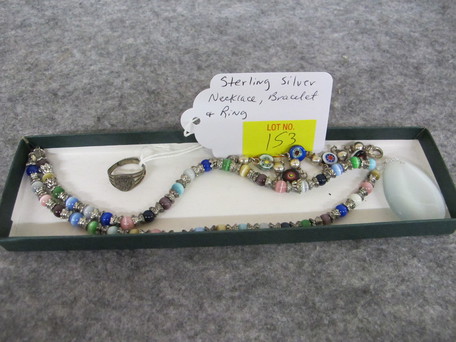 Sterling Silver
Necklace, Bracelet
+ Ring
LOT NO.
153